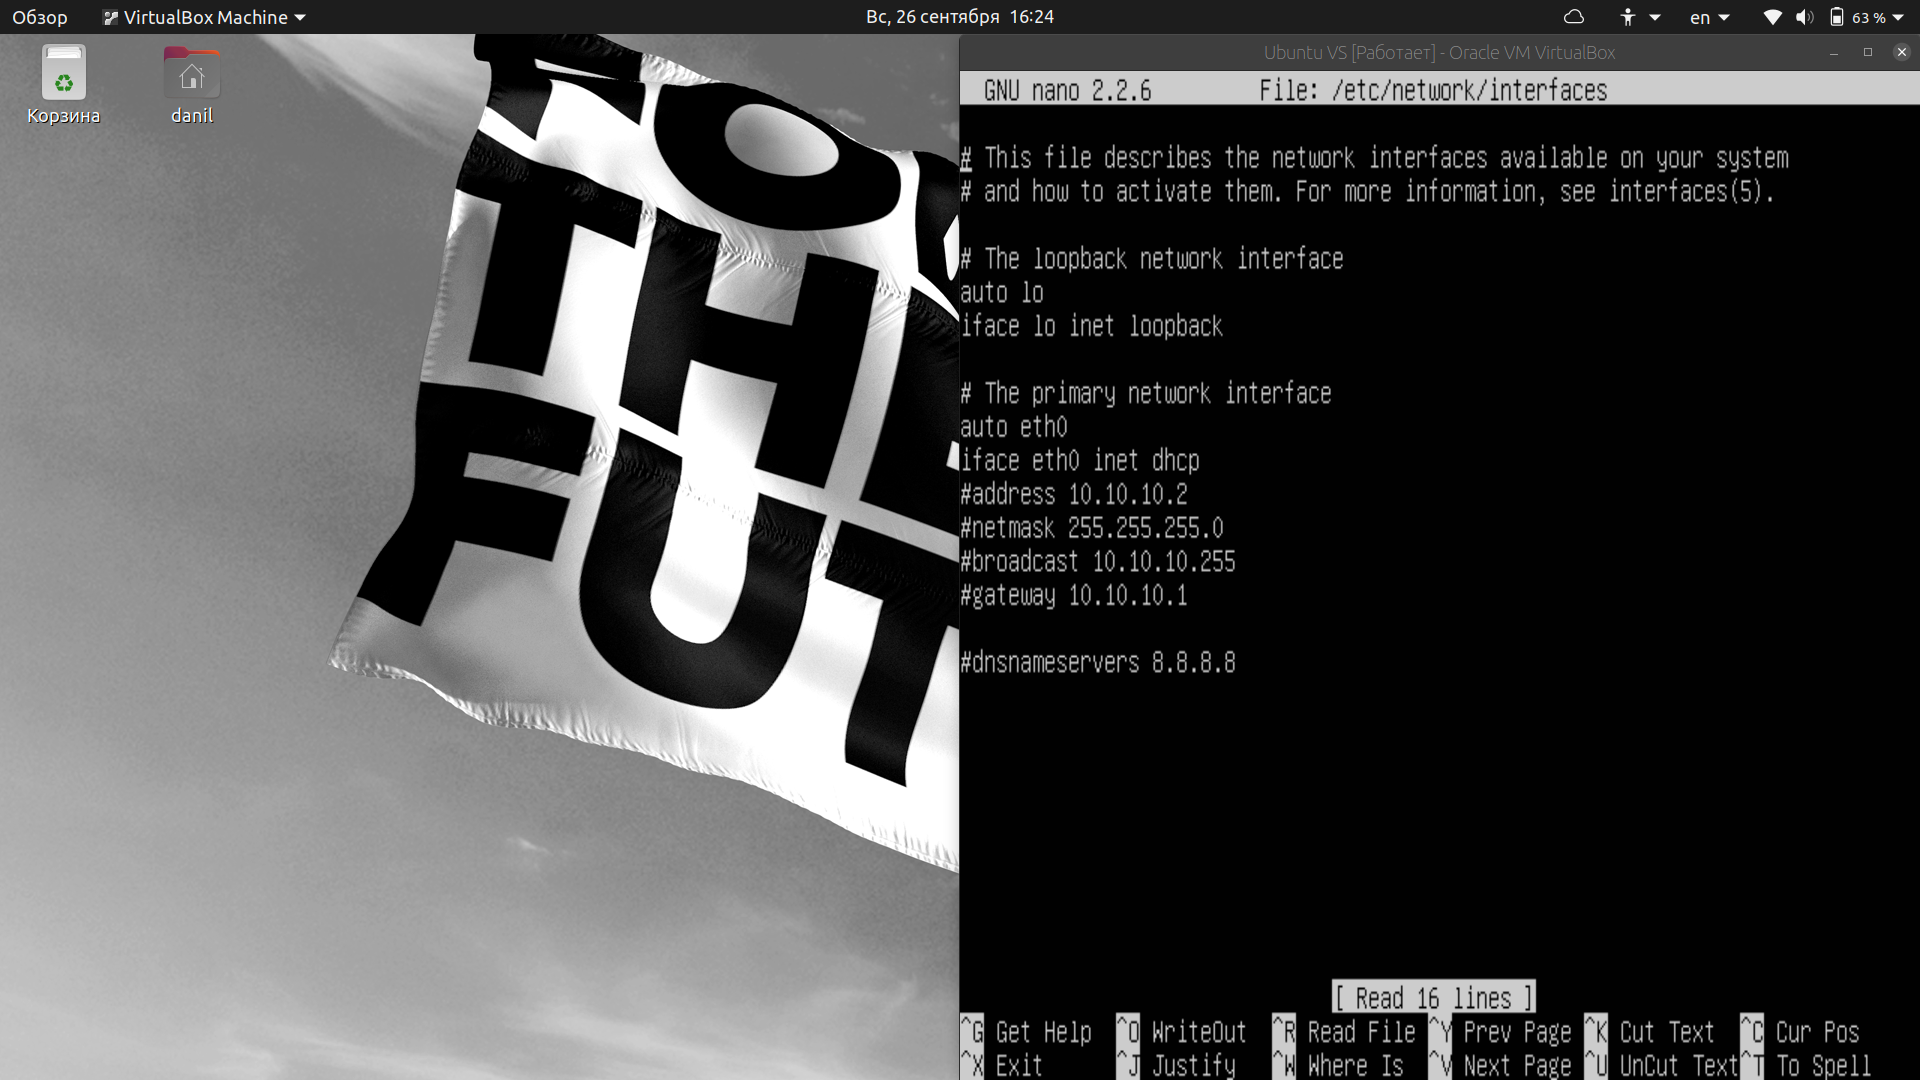 Обзор
VirtualBox Machine
Вс, 26 сентября 16:24
en
63 %
Корзина
danil
TH
FUT
Ubuntu VS [Работает] - Oracle VM VirtualBox
GNU nano 2.2.6 File: /etc/network/interfaces
# This file describes the network interfaces available on your system
# and how to activate them. For more information, see interfaces(5).
# The loopback network interface
auto lo
iface lo inet loopback
# The primary network interface
auto eth0
iface eth0 inet dhcp
#address 10.10.10.2
#netmask 255.255.255.0
#broadcast 10.10.10.255
#gateway 10.10.10.1
#dnsnameservers 8.8.8.8
[ Read 16 lines ]
^G Get Help ^O WriteOut ^R Read File ^Y Prev Page ^K Cut Text ^C Cur Pos
^X Exit ^J Justify ^W Where Is ^V Next Page ^U UnCut Text ^T To Spell